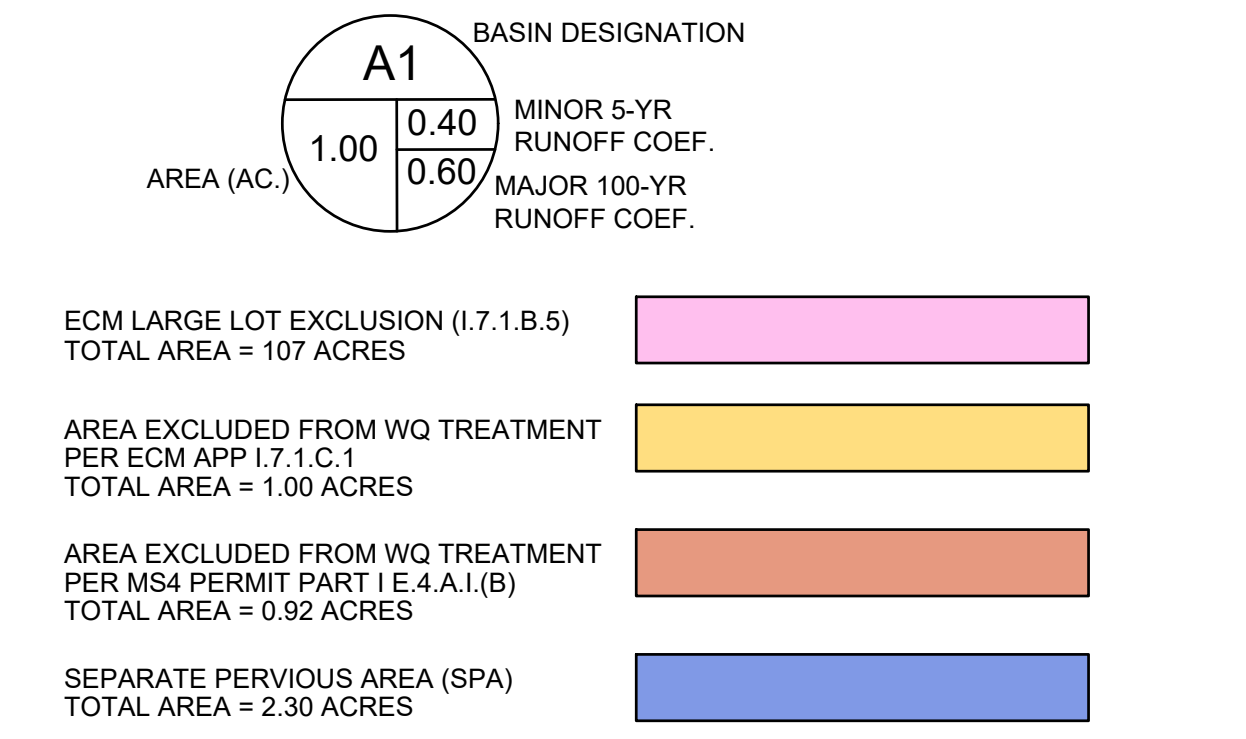 BASIN DESIGNATION
A1
1.00
0.40
0.60
MINOR 5-YR
RUNOFF COEF.
AREA (AC.)
MAJOR 100-YR
RUNOFF COEF.
ECM LARGE LOT EXCLUSION (I.7.1.B.5)
TOTAL AREA = 107 ACRES
AREA EXCLUDED FROM WQ TREATMENT
PER ECM APP I.7.1.C.1
TOTAL AREA = 1.00 ACRES
AREA EXCLUDED FROM WQ TREATMENT
PER MS4 PERMIT PART I E.4.A.I.(B)
TOTAL AREA = 0.92 ACRES
SEPARATE PERVIOUS AREA (SPA)
TOTAL AREA = 2.30 ACRES